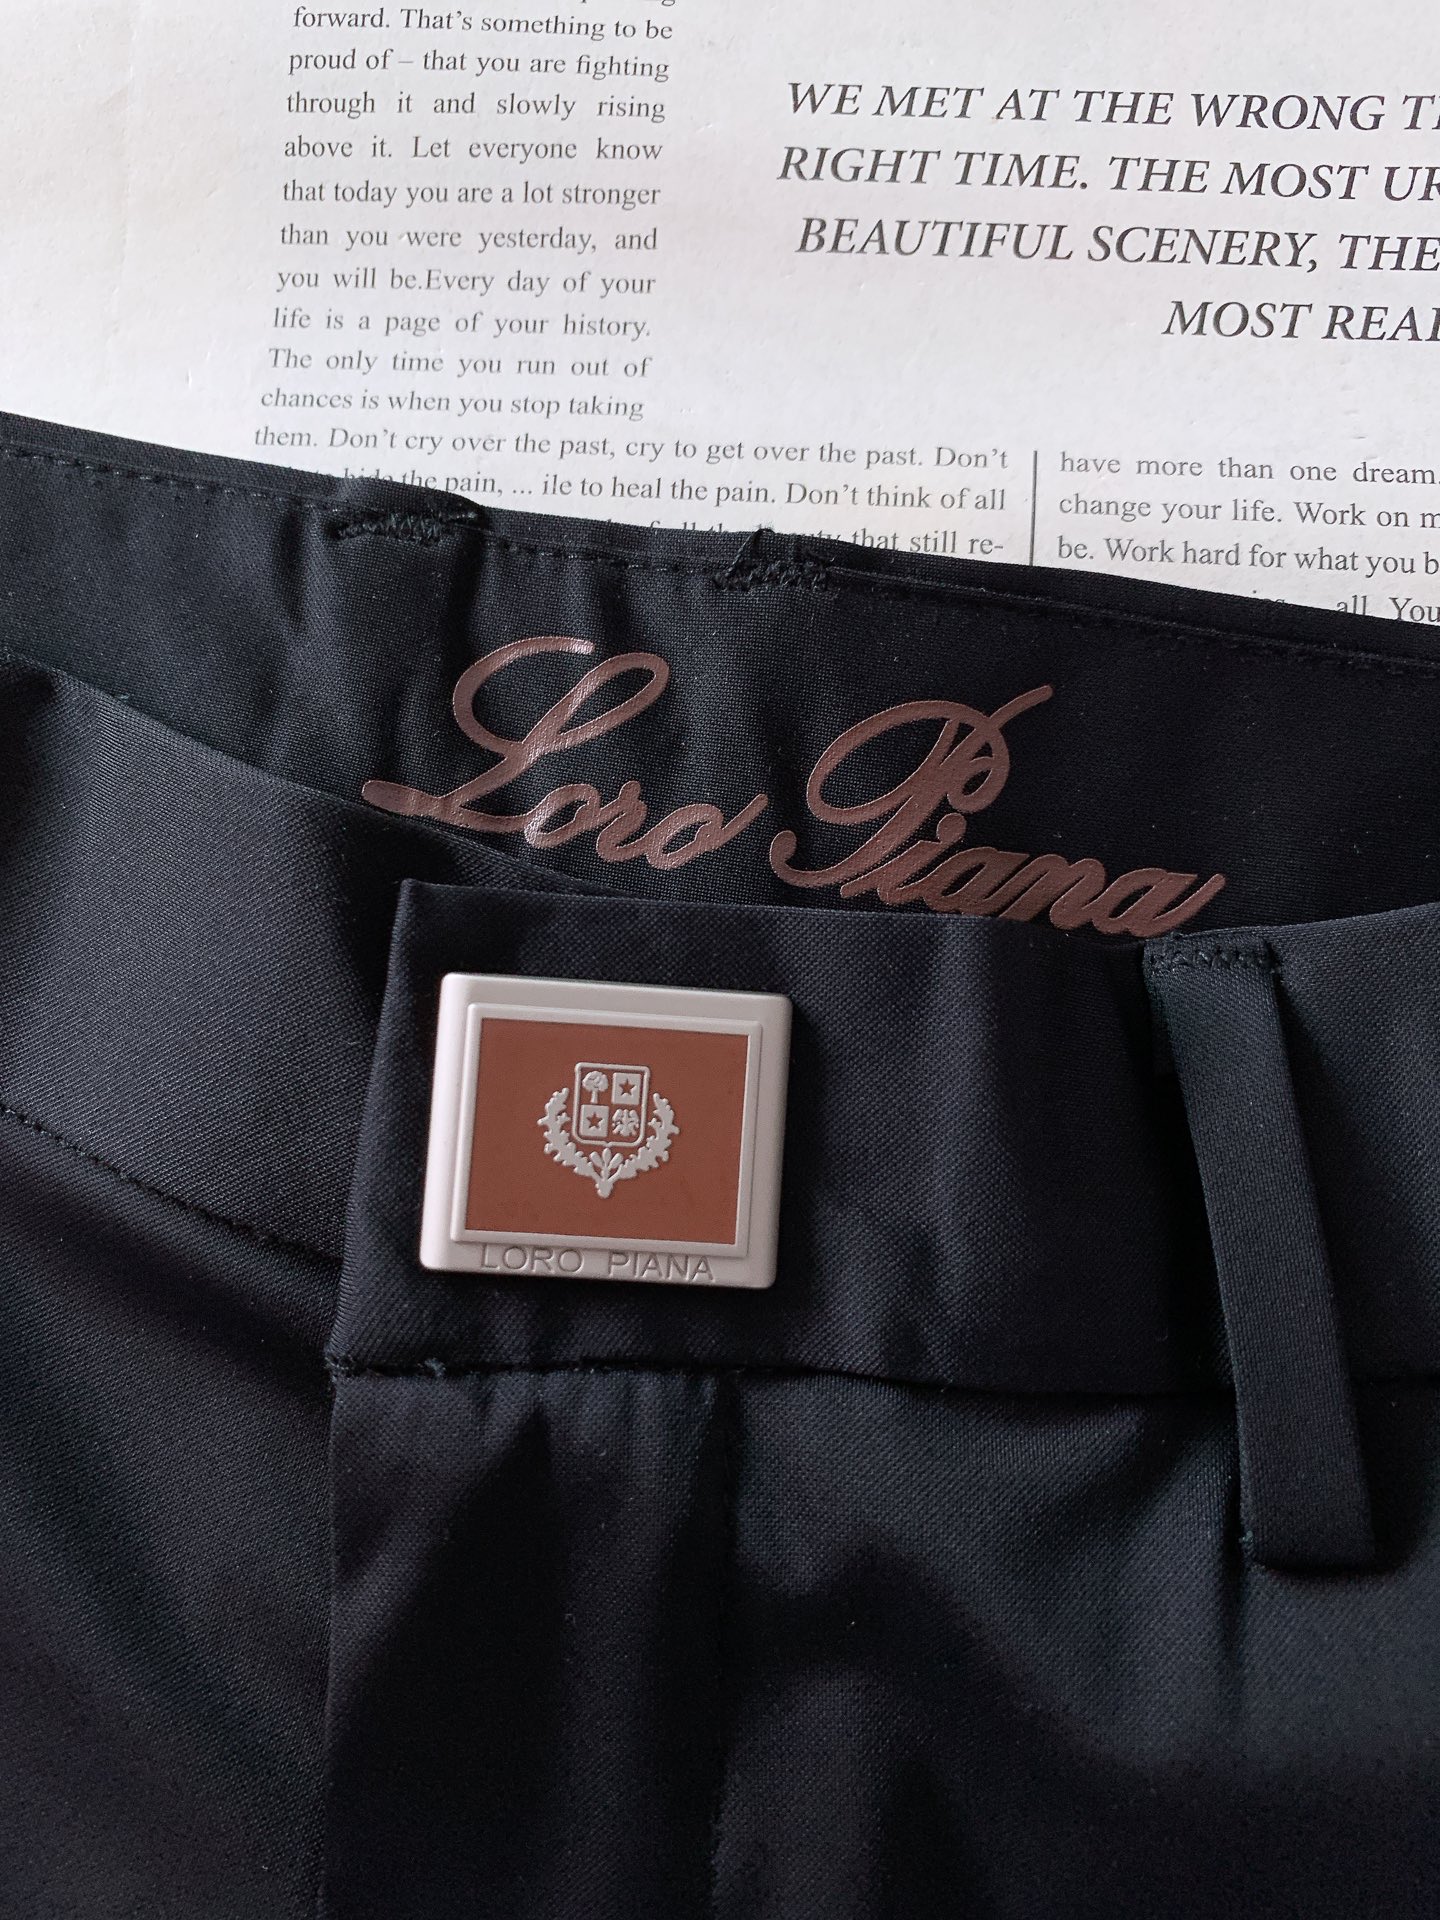 forward. That's something to be
proud of – that you are fighting
through it and slowly rising
above it. Let everyone know
that today you are a lot stronger
than you were yesterday, and
you will be.Every day of your
life is a page of your history.
The only time you run out of
chances is when you stop taking
them. Don't cry over the past, cry to get over the past. Don't
the pain, ... ile to heal the pain. Don't think of all
that still re-
WE MET AT THE WRONG
RIGHT TIME. THE MOST
BEAUTIFUL SCENERY, THE
MOST
have more than one dream.
change your life. Work on
be. Work hard for what you
all. You
Loro Piana
LORO PIANA